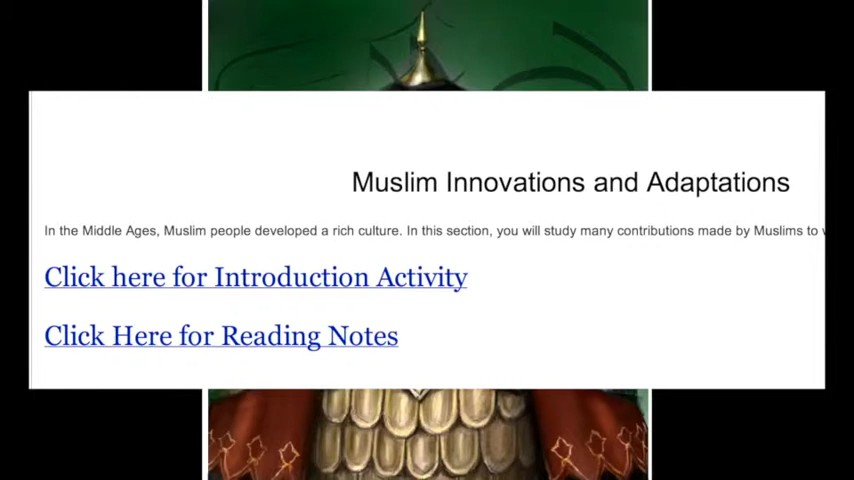 Muslim Innovations and Adaptations
In the Middle Ages, Muslim people developed a rich culture. In this section, you will study many contributions made by Muslims to
Click here for Introduction Activity
Click Here for Reading Notes